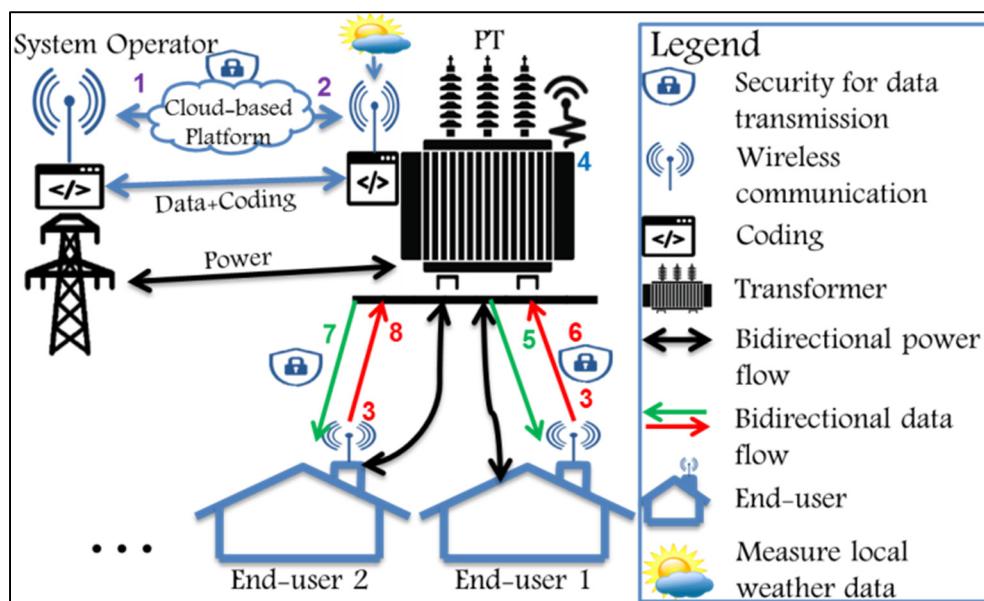 System Operator
PT
1
2
Cloud-based
Platform
4
</>
</>
Data+Coding
Power
7
8
5
6
3
3
End-user 2
End-user 1
...
Legend
Security for data
transmission
Wireless
communication
</>
Coding
Transformer
Bidirectional power
flow
Bidirectional data
flow
End-user
Measure local
weather data